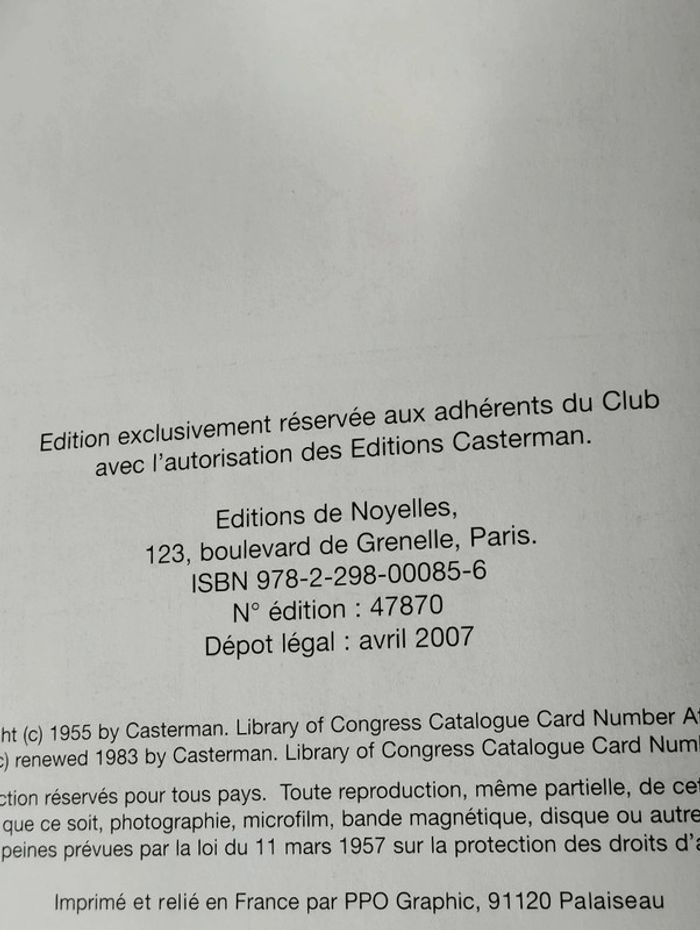 Edition exclusivement réservée aux adhérents du Club
avec l'autorisation des Editions Casterman.
Editions de Noyelles,
123, boulevard de Grenelle, Paris.
ISBN 978-2-298-00085-6
N° édition : 47870
Dépot légal : avril 2007
(c) 1955 by Casterman. Library of Congress Catalogue Card Number
renewed 1983 by Casterman. Library of Congress Catalogue Card
réservés pour tous pays. Toute reproduction, même partielle, de
que ce soit, photographie, microfilm, bande magnétique, disque ou autre
peines prévues par la loi du 11 mars 1957 sur la protection des droits
Imprimé et relié en France par PPO Graphic, 91120 Palaiseau